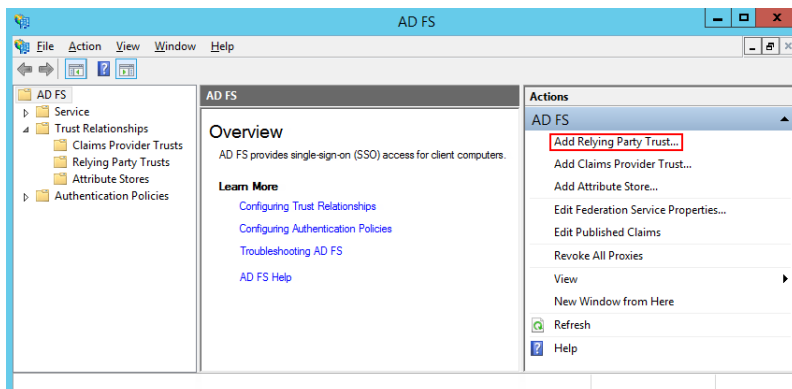 AD FS
File Action View Window Help
AD FS
Service
Trust Relationships
Claims Provider Trusts
Relying Party Trusts
Attribute Stores
Authentication Policies
AD FS
Overview
AD FS provides single-sign-on (SSO) access for client computers.
Learn More
Configuring Trust Relationships
Configuring Authentication Policies
Troubleshooting AD FS
AD FS Help
Actions
AD FS
Add Relying Party Trust...
Add Claims Provider Trust...
Add Attribute Store...
Edit Federation Service Properties...
Edit Published Claims
Revoke All Proxies
View
New Window from Here
Refresh
Help